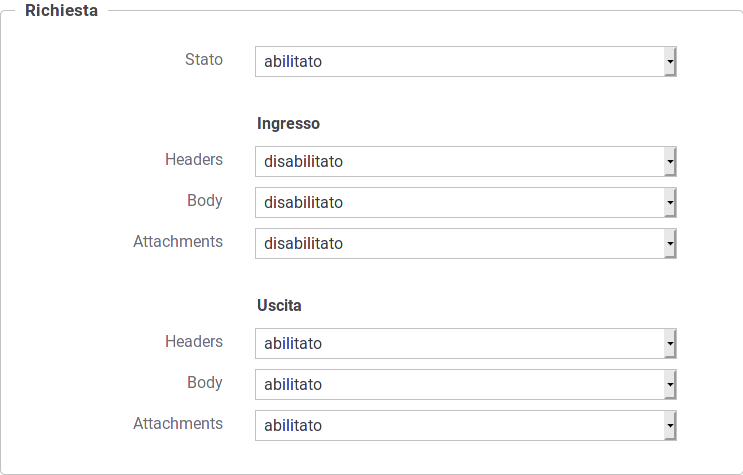 Richiesta
Stato abilitato
Ingresso
Headers disabilitato
Body disabilitato
Attachments disabilitato
Uscita
Headers abilitato
Body abilitato
Attachments abilitato